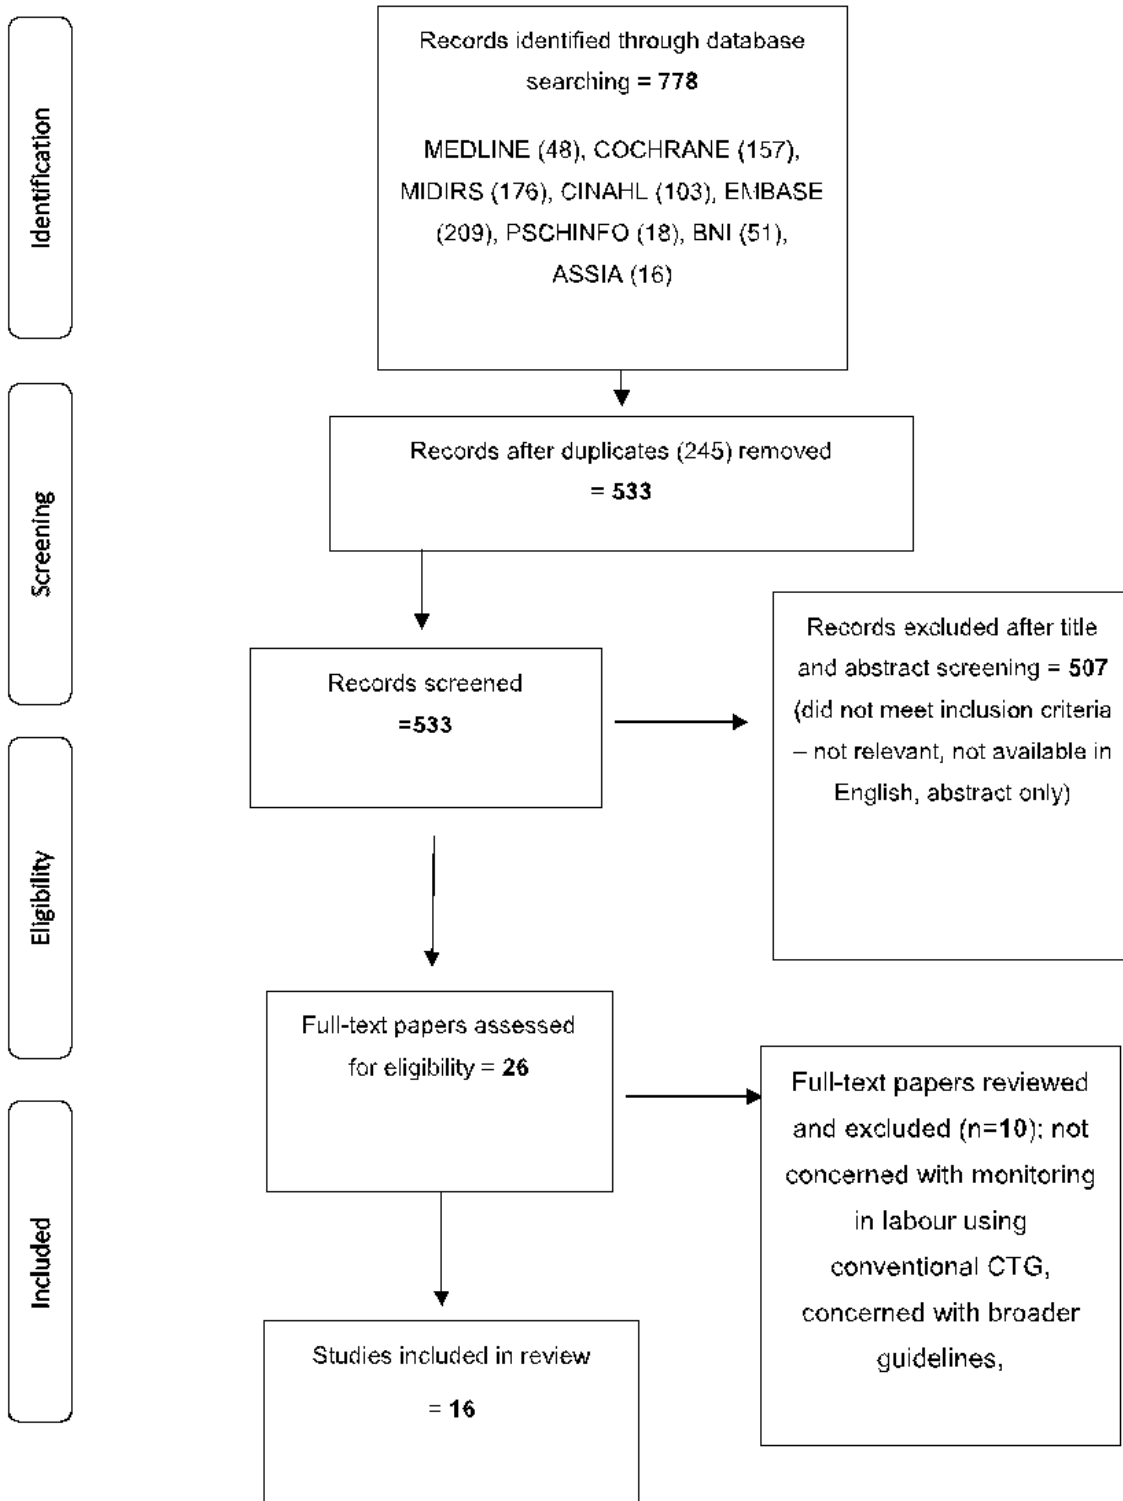 Identification
Records identified through database
searching = 778
MEDLINE (48), COCHRANE (157),
MIDIRS (176), CINAHL (103), EMBASE
(209), PSCHINFO (18), BNI (51),
ASSIA (16)
Screening
Records after duplicates (245) removed
= 533
Records screened
=533
Records excluded after title
and abstract screening = 507
(did not meet inclusion criteria
– not relevant, not available in
English, abstract only)
Eligibility
Full-text papers assessed
for eligibility = 26
Full-text papers reviewed
and excluded (n=10); not
concerned with monitoring
in labour using
conventional CTG,
concerned with broader
guidelines,
Included
Studies included in review
= 16